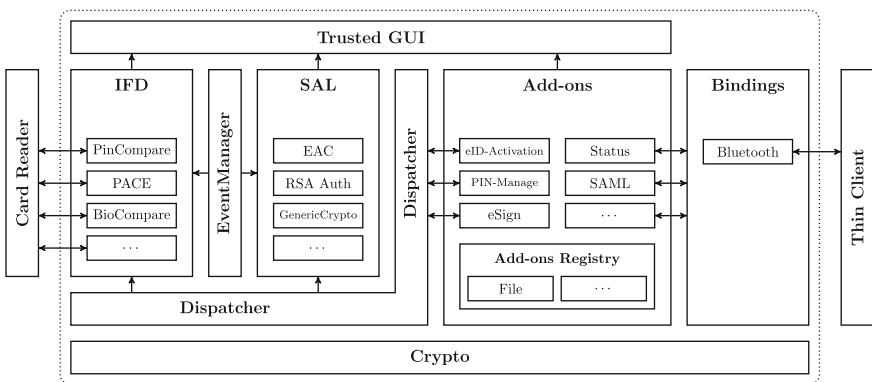 Trusted GUI
Card Reader
IFD
PinCompare
PACE
BioCompare
...
EventManager
SAL
EAC
RSA Auth
GenericCrypto
...
Dispatcher
Dispatcher
Add-ons
eID-Activation
Status
PIN-Manage
SAML
eSign
...
Add-ons Registry
File
...
Bindings
Bluetooth
Thin Client
Crypto